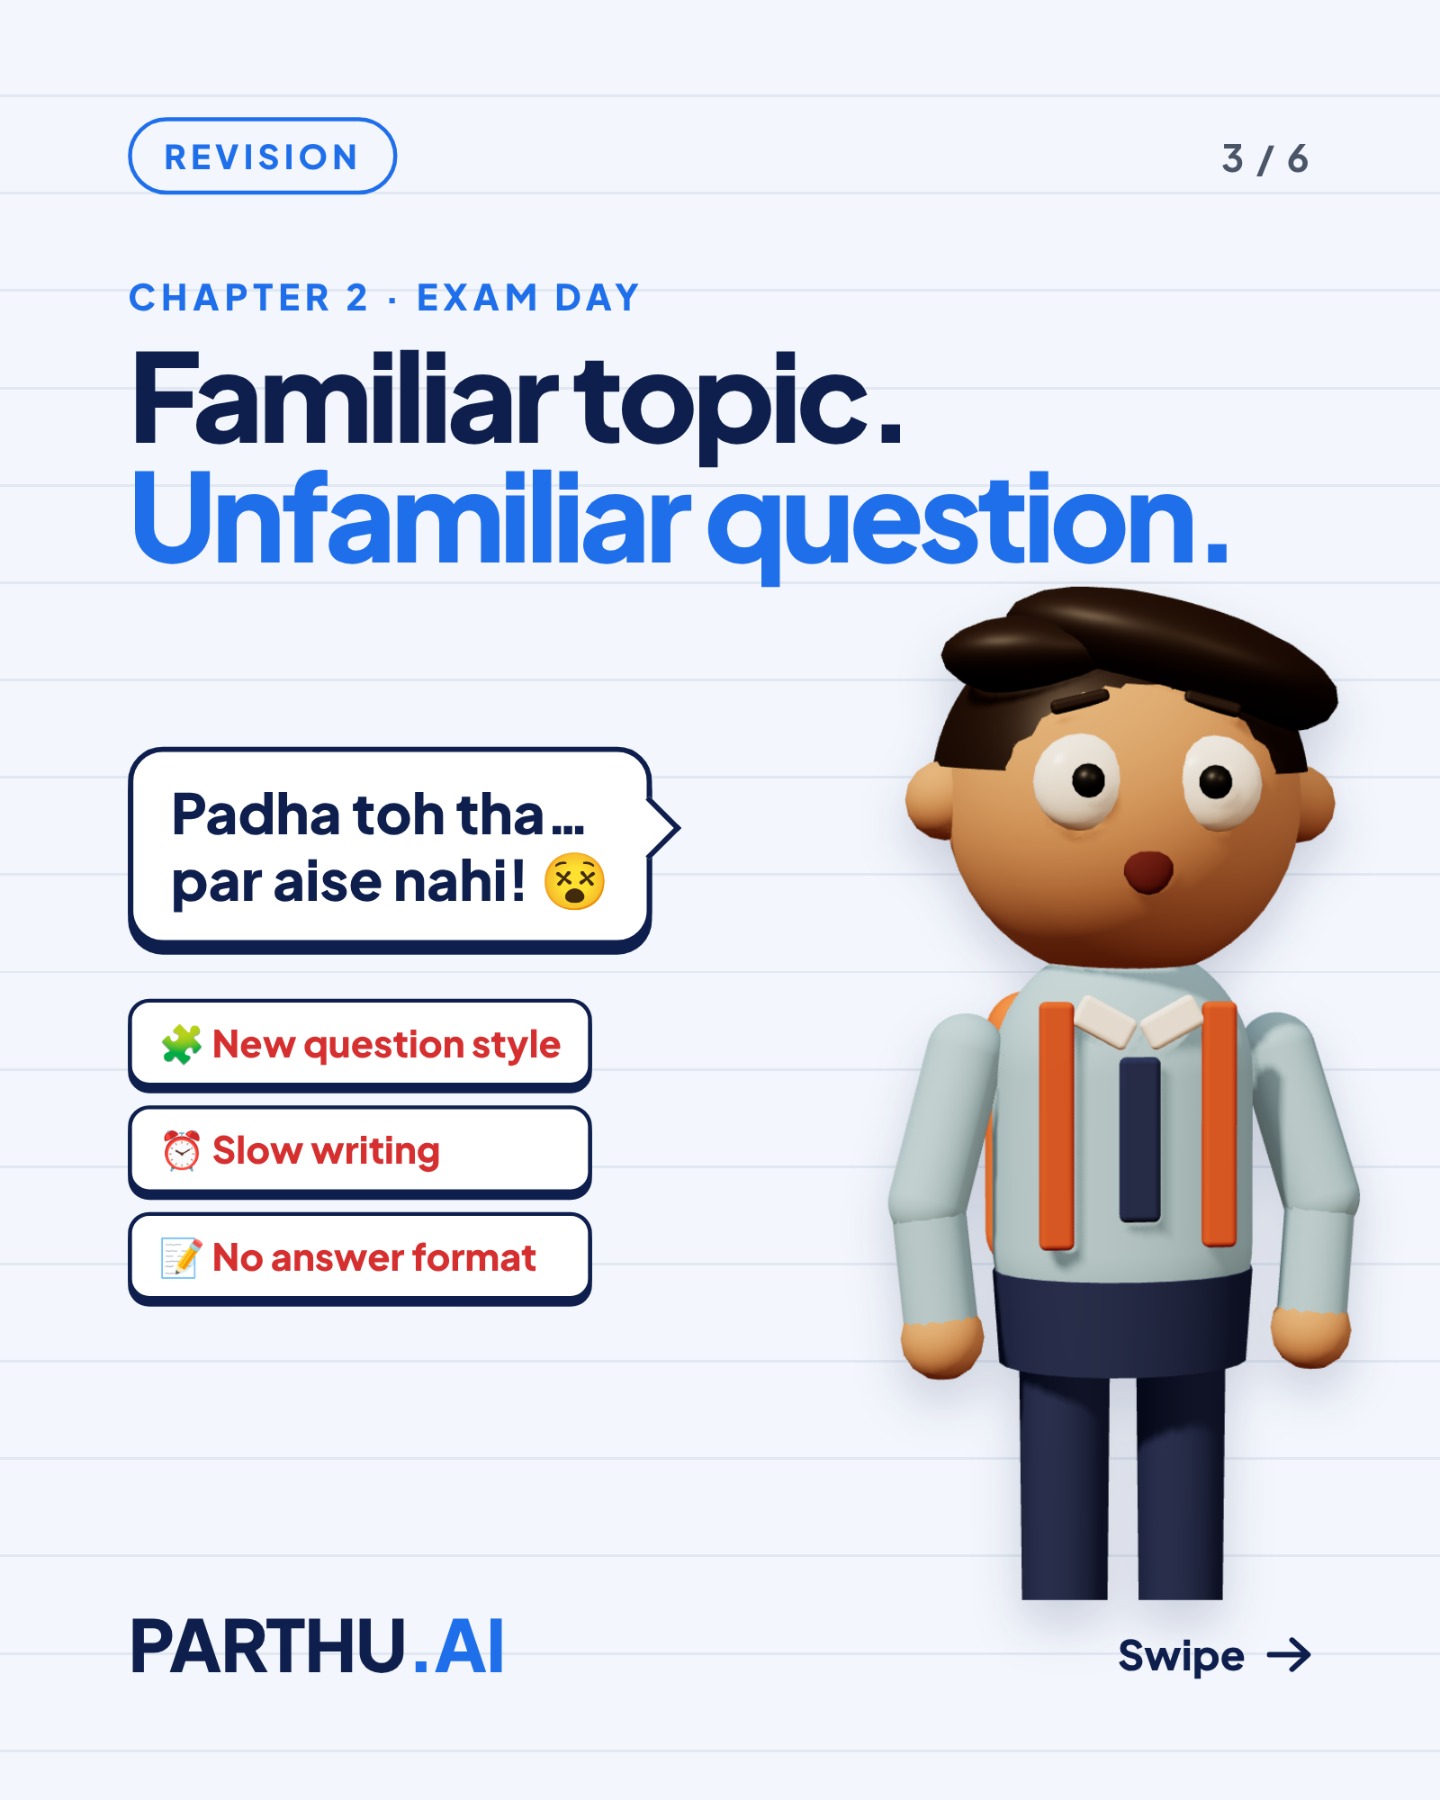 REVISION
3 / 6
CHAPTER 2 · EXAM DAY
Familiar topic.
Unfamiliar question.
Padha toh tha...
par aise nahi! 😵
🧩 New question style
⏰ Slow writing
📝 No answer format
PARTHU.AI
Swipe →